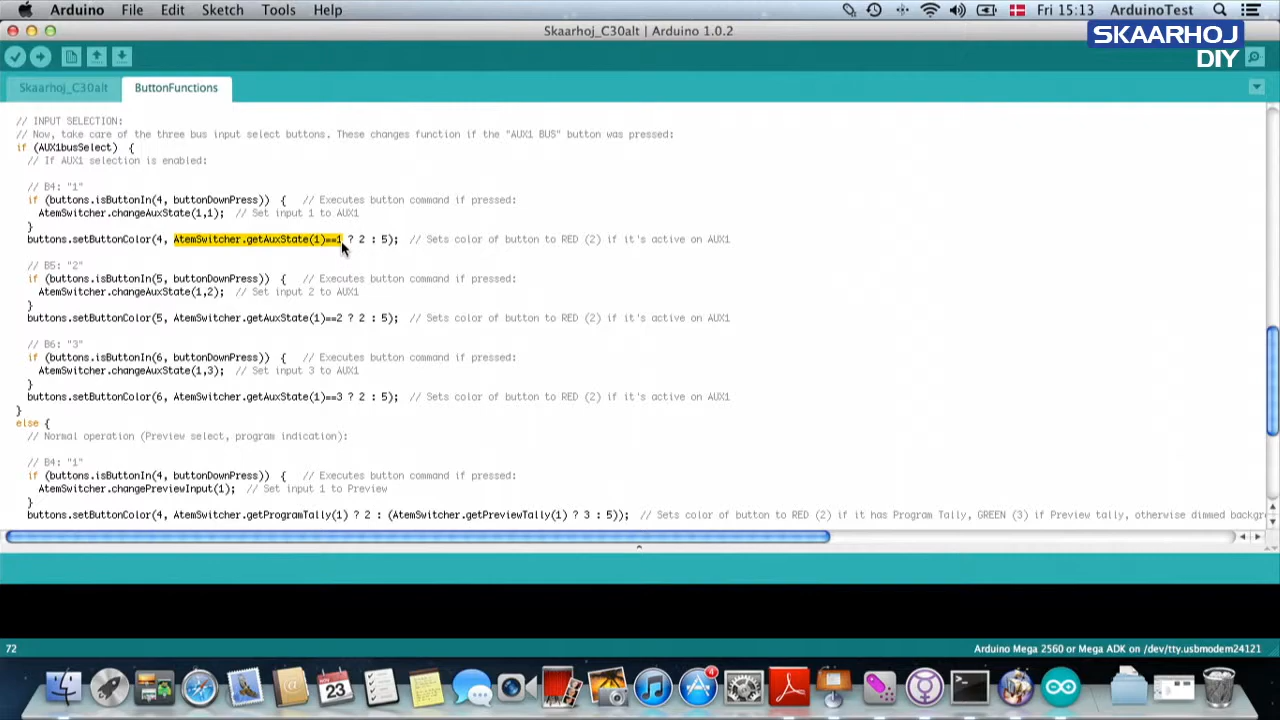 Arduino File Edit Sketch Tools Help Fri 15:13 ArduinoTest
Skaarhoj_C30alt | Arduino 1.0.2
SKAARHOJ
DIY
Skaarhoj_C30alt ButtonFunctions
// INPUT SELECTION:
// Now, take care of the three bus input select buttons. These changes function if the "AUX1 BUS" button was pressed:
if (AUX1busSelect) {
// If AUX1 selection is enabled:
// B4: "1"
if (buttons.isButtonIn(4, buttonDownPress)) { // Executes button command if pressed:
AtemSwitcher.changeAuxState(1,1); // Set input 1 to AUX1
}
buttons.setButtonColor(4, AtemSwitcher.getAuxState(1)==1 ? 2 : 5); // Sets color of button to RED (2) if it's active on AUX1
// B5: "2"
if (buttons.isButtonIn(5, buttonDownPress)) { // Executes button command if pressed:
AtemSwitcher.changeAuxState(1,2); // Set input 2 to AUX1
}
buttons.setButtonColor(5, AtemSwitcher.getAuxState(1)==2 ? 2 : 5); // Sets color of button to RED (2) if it's active on AUX1
// B6: "3"
if (buttons.isButtonIn(6, buttonDownPress)) { // Executes button command if pressed:
AtemSwitcher.changeAuxState(1,3); // Set input 3 to AUX1
}
buttons.setButtonColor(6, AtemSwitcher.getAuxState(1)==3 ? 2 : 5); // Sets color of button to RED (2) if it's active on AUX1
}
else {
// Normal operation (Preview select, program indication):
// B4: "1"
if (buttons.isButtonIn(4, buttonDownPress)) { // Executes button command if pressed:
AtemSwitcher.changePreviewInput(1); // Set input 1 to Preview
}
buttons.setButtonColor(4, AtemSwitcher.getProgramTally(1) ? 2 : (AtemSwitcher.getPreviewTally(1) ? 3 : 5)); // Sets color of button to RED (2) if it has Program Tally, GREEN (3) if Preview tally, otherwise dimmed backgr
72
Arduino Mega 2560 or Mega ADK on /dev/tty.usbmodem24121
23
4